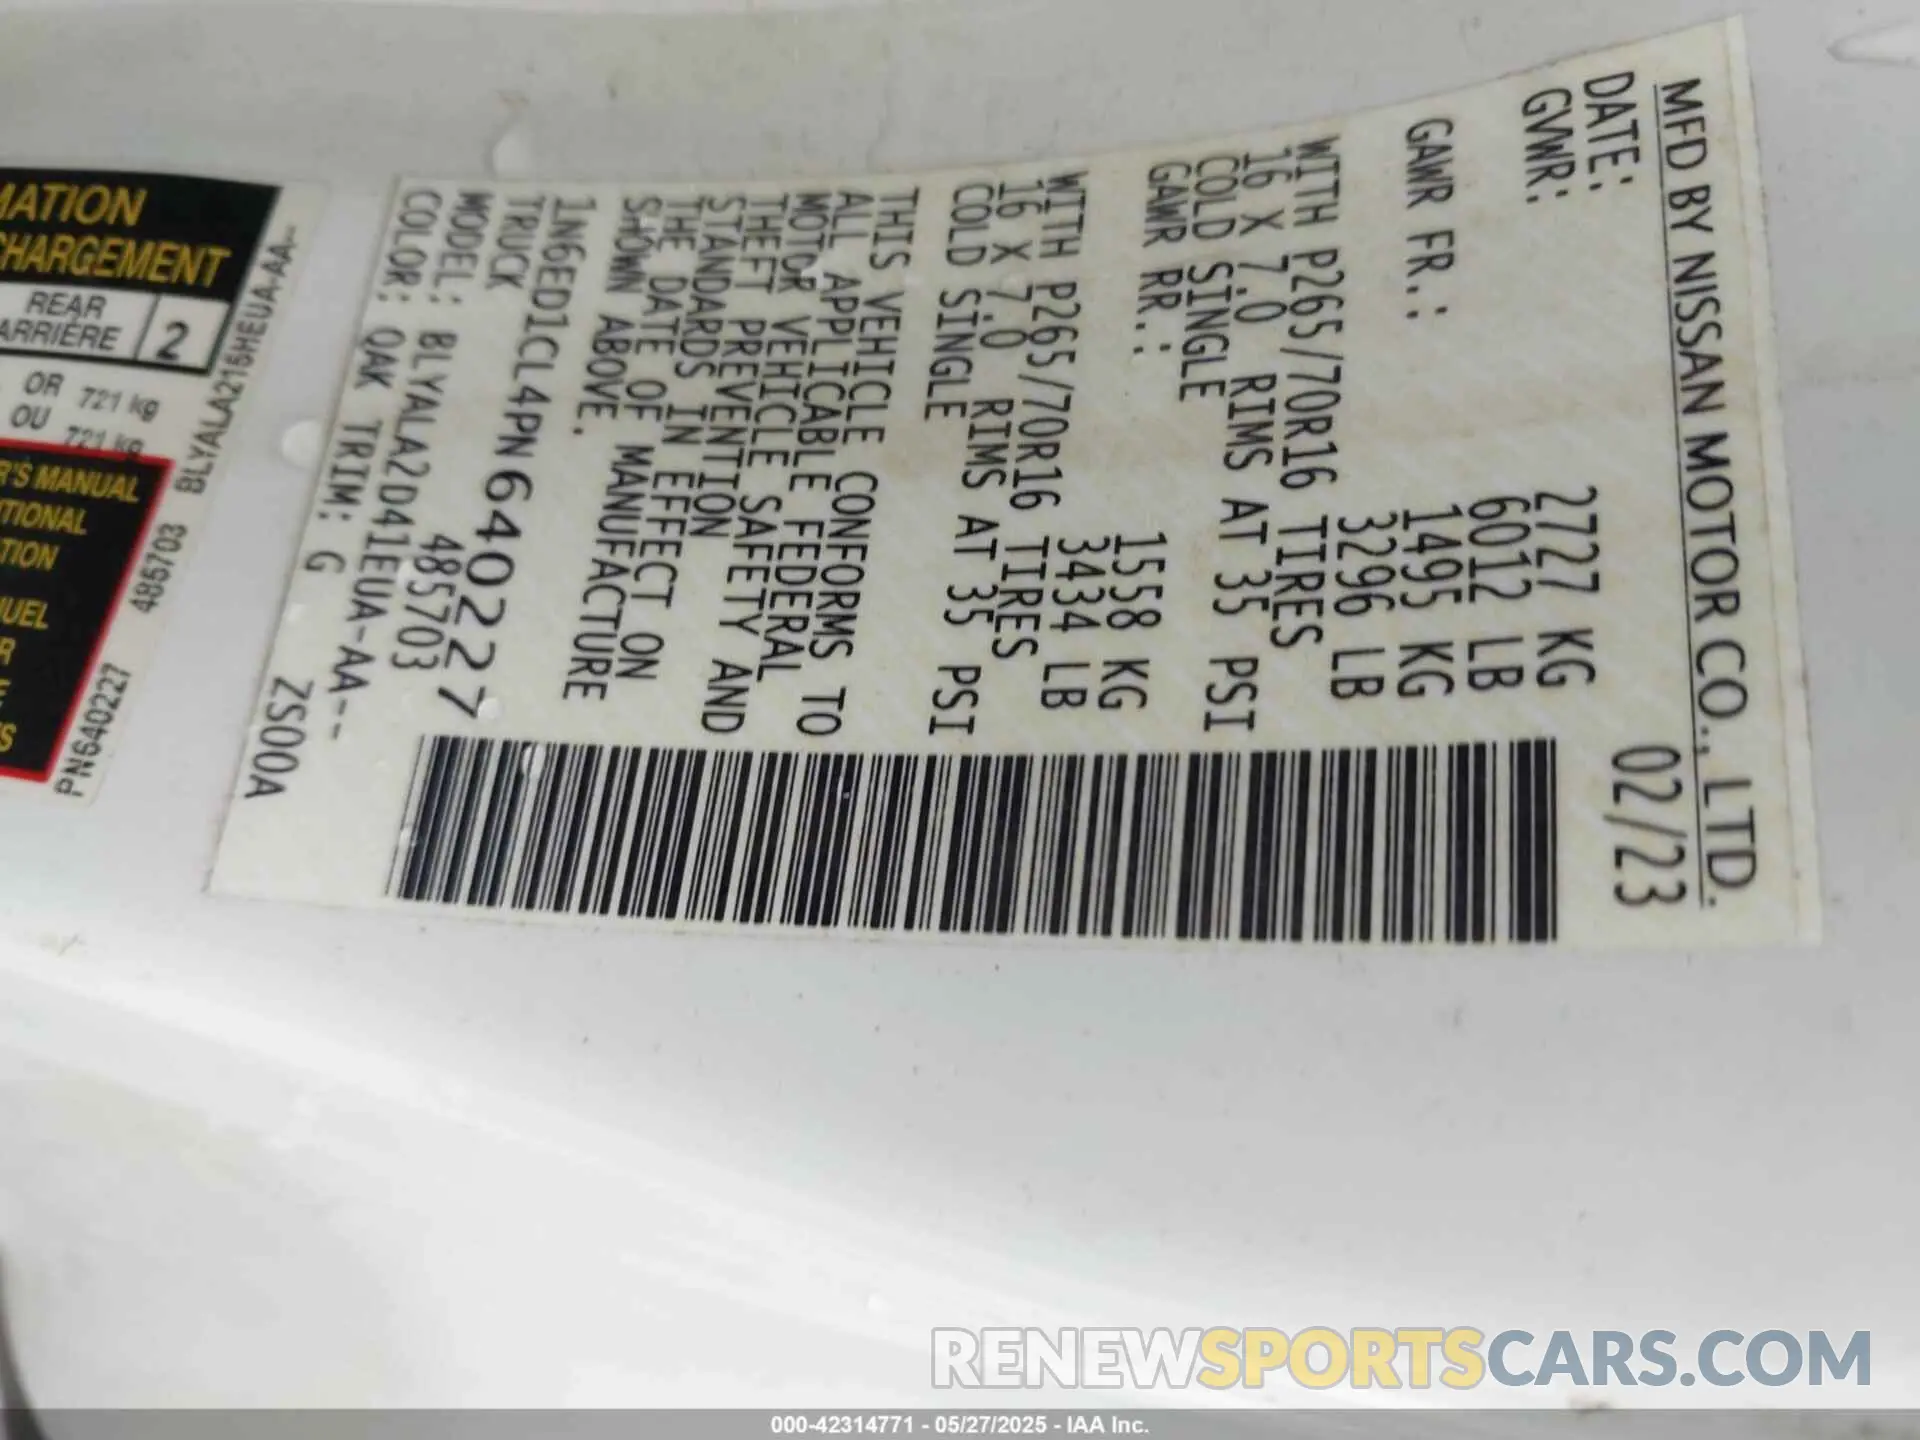 MFD BY NISSAN MOTOR CO., LTD.
DATE: 02/23
GVWR: 2727 KG
6012 LB
GAWR FR.: 1495 KG
3296 LB
WITH P265/70R16 TIRES
16 X 7.0 RIMS AT 35 PSI
COLD SINGLE
GAWR RR.: 1558 KG
3434 LB
WITH P265/70R16 TIRES
16 X 7.0 RIMS AT 35 PSI
COLD SINGLE
THIS VEHICLE CONFORMS TO
ALL APPLICABLE FEDERAL
MOTOR VEHICLE SAFETY AND
THEFT PREVENTION
STANDARDS IN EFFECT ON
THE DATE OF MANUFACTURE
SHOWN ABOVE.
1N6ED1CL4PN640227
TRUCK 485703
MODEL: BLYALA2D41EUA-AA--
COLOR: QAK TRIM: G ZS00A
MATION
CHARGEMENT
REAR
ARRIÈRE 2
OR 721 kg
OU 721 kg
R'S MANUAL
ITIONAL
TION
UEL
R
E
S
BLYALA215HEUA-AA--
485703
PN640227
RENEWSPORTSCARS.COM
000-42314771 - 05/27/2025 - IAA Inc.